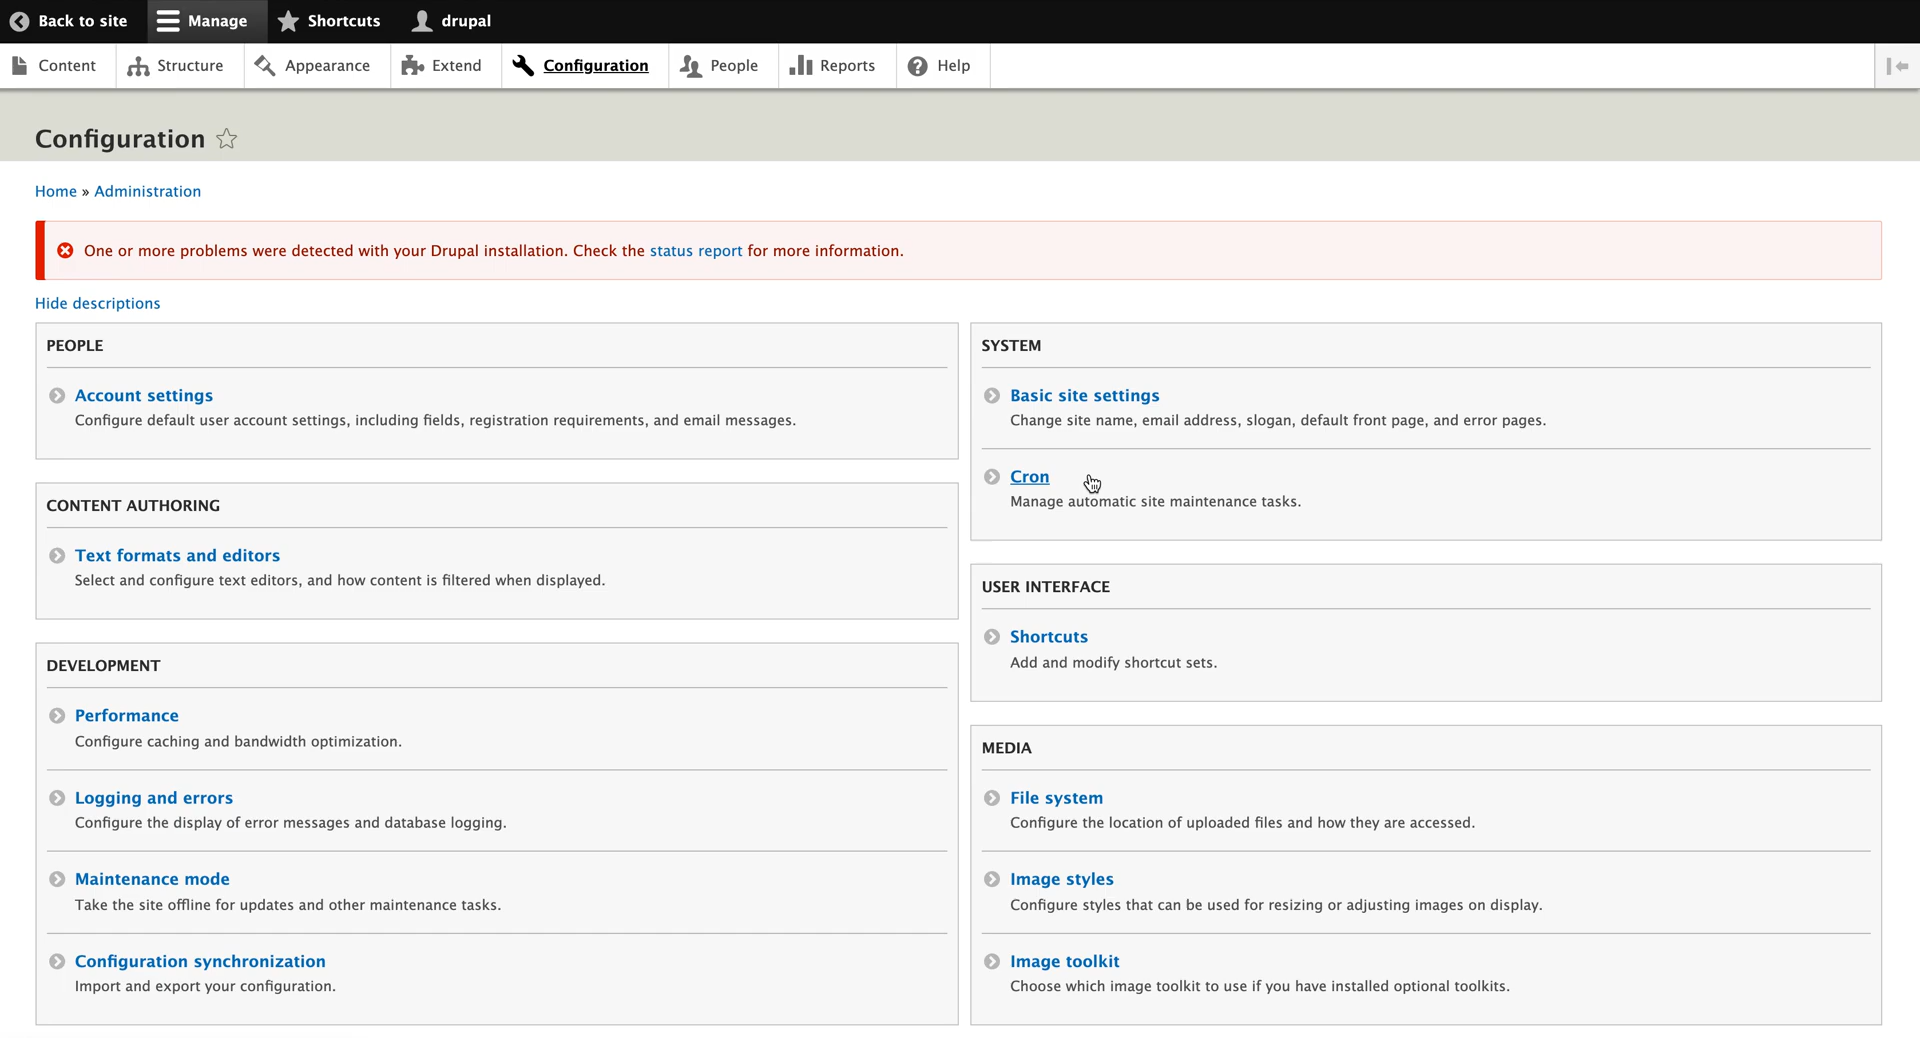 Back to site Manage Shortcuts drupal
Content Structure Appearance Extend Configuration People Reports Help
Configuration
Home » Administration
One or more problems were detected with your Drupal installation. Check the status report for more information.
Hide descriptions
PEOPLE
Account settings
Configure default user account settings, including fields, registration requirements, and email messages.
CONTENT AUTHORING
Text formats and editors
Select and configure text editors, and how content is filtered when displayed.
DEVELOPMENT
Performance
Configure caching and bandwidth optimization.
Logging and errors
Configure the display of error messages and database logging.
Maintenance mode
Take the site offline for updates and other maintenance tasks.
Configuration synchronization
Import and export your configuration.
SYSTEM
Basic site settings
Change site name, email address, slogan, default front page, and error pages.
Cron
Manage automatic site maintenance tasks.
USER INTERFACE
Shortcuts
Add and modify shortcut sets.
MEDIA
File system
Configure the location of uploaded files and how they are accessed.
Image styles
Configure styles that can be used for resizing or adjusting images on display.
Image toolkit
Choose which image toolkit to use if you have installed optional toolkits.